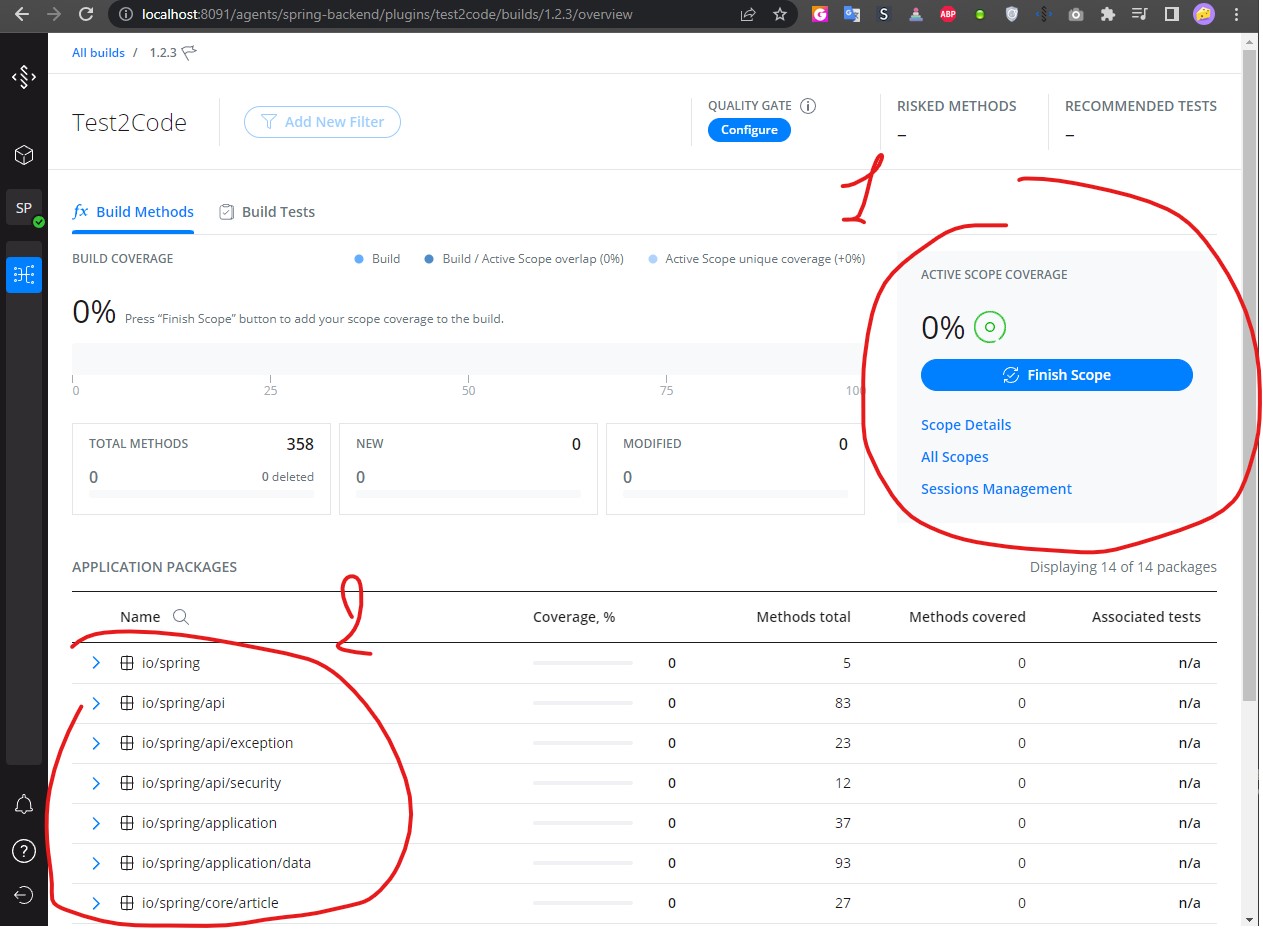 localhost:8091/agents/spring-backend/plugins/test2code/builds/1.2.3/overview
All builds / 1.2.3
Test2Code
Add New Filter
QUALITY GATE
Configure
RISKED METHODS
–
RECOMMENDED TESTS
–
SP
1
fx Build Methods
Build Tests
BUILD COVERAGE
Build
Build / Active Scope overlap (0%)
Active Scope unique coverage (+0%)
0% Press “Finish Scope” button to add your scope coverage to the build.
0 25 50 75 100
ACTIVE SCOPE COVERAGE
0%
Finish Scope
Scope Details
All Scopes
Sessions Management
TOTAL METHODS 358
0 0 deleted
NEW 0
0
MODIFIED 0
0
APPLICATION PACKAGES
Displaying 14 of 14 packages
2
Name Coverage, % Methods total Methods covered Associated tests
io/spring 0 5 0 n/a
io/spring/api 0 83 0 n/a
io/spring/api/exception 0 23 0 n/a
io/spring/api/security 0 12 0 n/a
io/spring/application 0 37 0 n/a
io/spring/application/data 0 93 0 n/a
io/spring/core/article 0 27 0 n/a